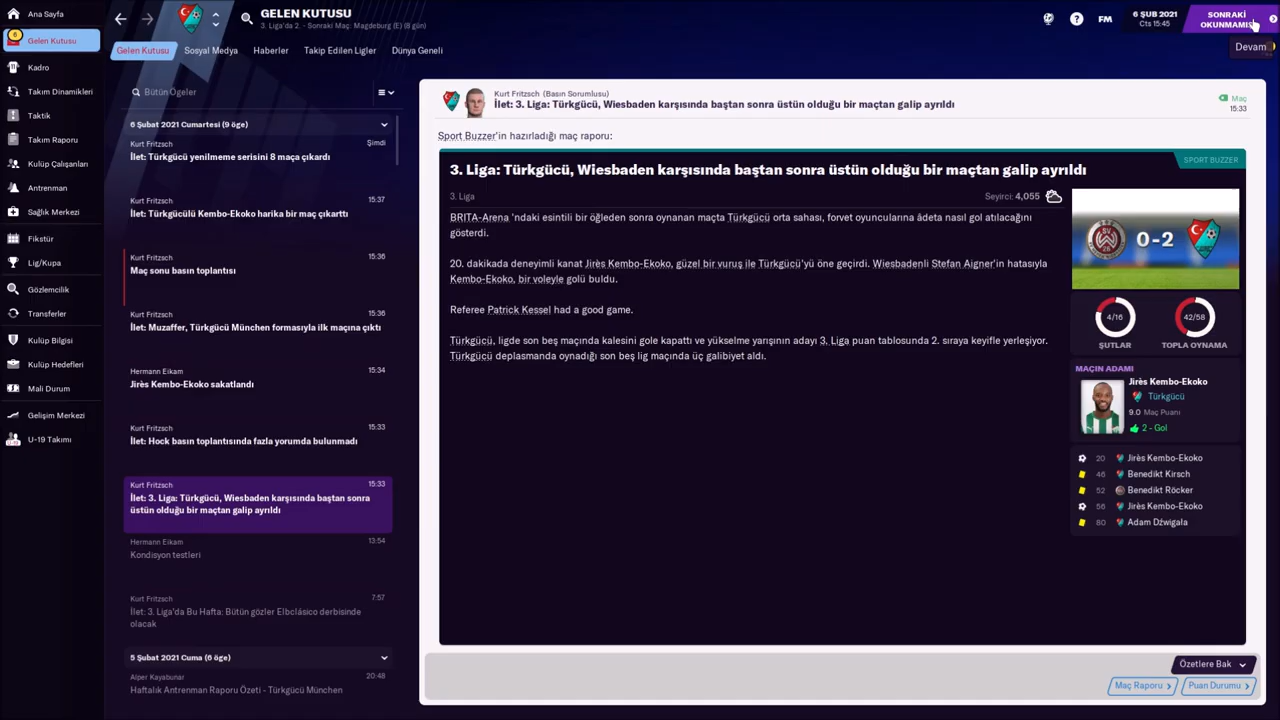 Ana Sayfa
Gelen Kutusu
Kadro
Takım Dinamikleri
Taktik
Takım Raporu
Kulüp Çalışanları
Antrenman
Sağlık Merkezi
Fikstür
Lig/Kupa
Gözlemcilik
Transferler
Kulüp Bilgisi
Kulüp Hedefleri
Mali Durum
Gelişim Merkezi
U-19 Takımı
6
GELEN KUTUSU
3. Liga'da 2. - Sonraki Maç: Magdeburg (E) (8 gün)
FM
6 ŞUB 2021
Cts 15:45
SONRAKİ
OKUNMAMIŞ
Devam
Gelen Kutusu
Sosyal Medya
Haberler
Takip Edilen Ligler
Dünya Geneli
Bütün Ögeler
6 Şubat 2021 Cumartesi (9 öge)
Kurt Fritzsch
Şimdi
İlet: Türkgücü yenilmeme serisini 8 maça çıkardı
Kurt Fritzsch
15:37
İlet: Türkgücülü Kembo-Ekoko harika bir maç çıkarttı
Kurt Fritzsch
15:36
Maç sonu basın toplantısı
Kurt Fritzsch
15:36
İlet: Muzaffer, Türkgücü München formasıyla ilk maçına çıktı
Hermann Eikam
15:34
Jirès Kembo-Ekoko sakatlandı
Kurt Fritzsch
15:33
İlet: Hock basın toplantısında fazla yorumda bulunmadı
Kurt Fritzsch
15:33
İlet: 3. Liga: Türkgücü, Wiesbaden karşısında baştan sonra
üstün olduğu bir maçtan galip ayrıldı
Hermann Eikam
13:54
Kondisyon testleri
Kurt Fritzsch
7:57
İlet: 3. Liga'da Bu Hafta; Bütün gözler Elbclásico derbisinde
olacak
5 Şubat 2021 Cuma (6 öge)
Alper Kayabunar
20:48
Haftalık Antrenman Raporu Özeti - Türkgücü München
Kurt Fritzsch (Basın Sorumlusu)
İlet: 3. Liga: Türkgücü, Wiesbaden karşısında baştan sonra üstün olduğu bir maçtan galip ayrıldı
Maç
15:33
Sport Buzzer'in hazırladığı maç raporu:
SPORT BUZZER
3. Liga: Türkgücü, Wiesbaden karşısında baştan sonra üstün olduğu bir maçtan galip ayrıldı
3. Liga
Seyirci: 4,055
BRITA-Arena 'ndaki esintili bir öğleden sonra oynanan maçta Türkgücü orta sahası, forvet oyuncularına âdeta nasıl gol atılacağını
gösterdi.
20. dakikada deneyimli kanat Jirès Kembo-Ekoko, güzel bir vuruş ile Türkgücü'yü öne geçirdi. Wiesbadenli Stefan Aigner'in hatasıyla
Kembo-Ekoko, bir voleyle golü buldu.
Referee Patrick Kessel had a good game.
Türkgücü, ligde son beş maçında kalesini gole kapattı ve yükselme yarışının adayı 3. Liga puan tablosunda 2. sıraya keyifle yerleşiyor.
Türkgücü deplasmanda oynadığı son beş lig maçında üç galibiyet aldı.
0-2
4/16
ŞUTLAR
42/58
TOPLA OYNAMA
MAÇIN ADAMI
Jirès Kembo-Ekoko
Türkgücü
9.0 Maç Puanı
2 - Gol
20 Jirès Kembo-Ekoko
46 Benedikt Kirsch
52 Benedikt Röcker
56 Jirès Kembo-Ekoko
80 Adam Dźwigala
Özetlere Bak
Maç Raporu
Puan Durumu